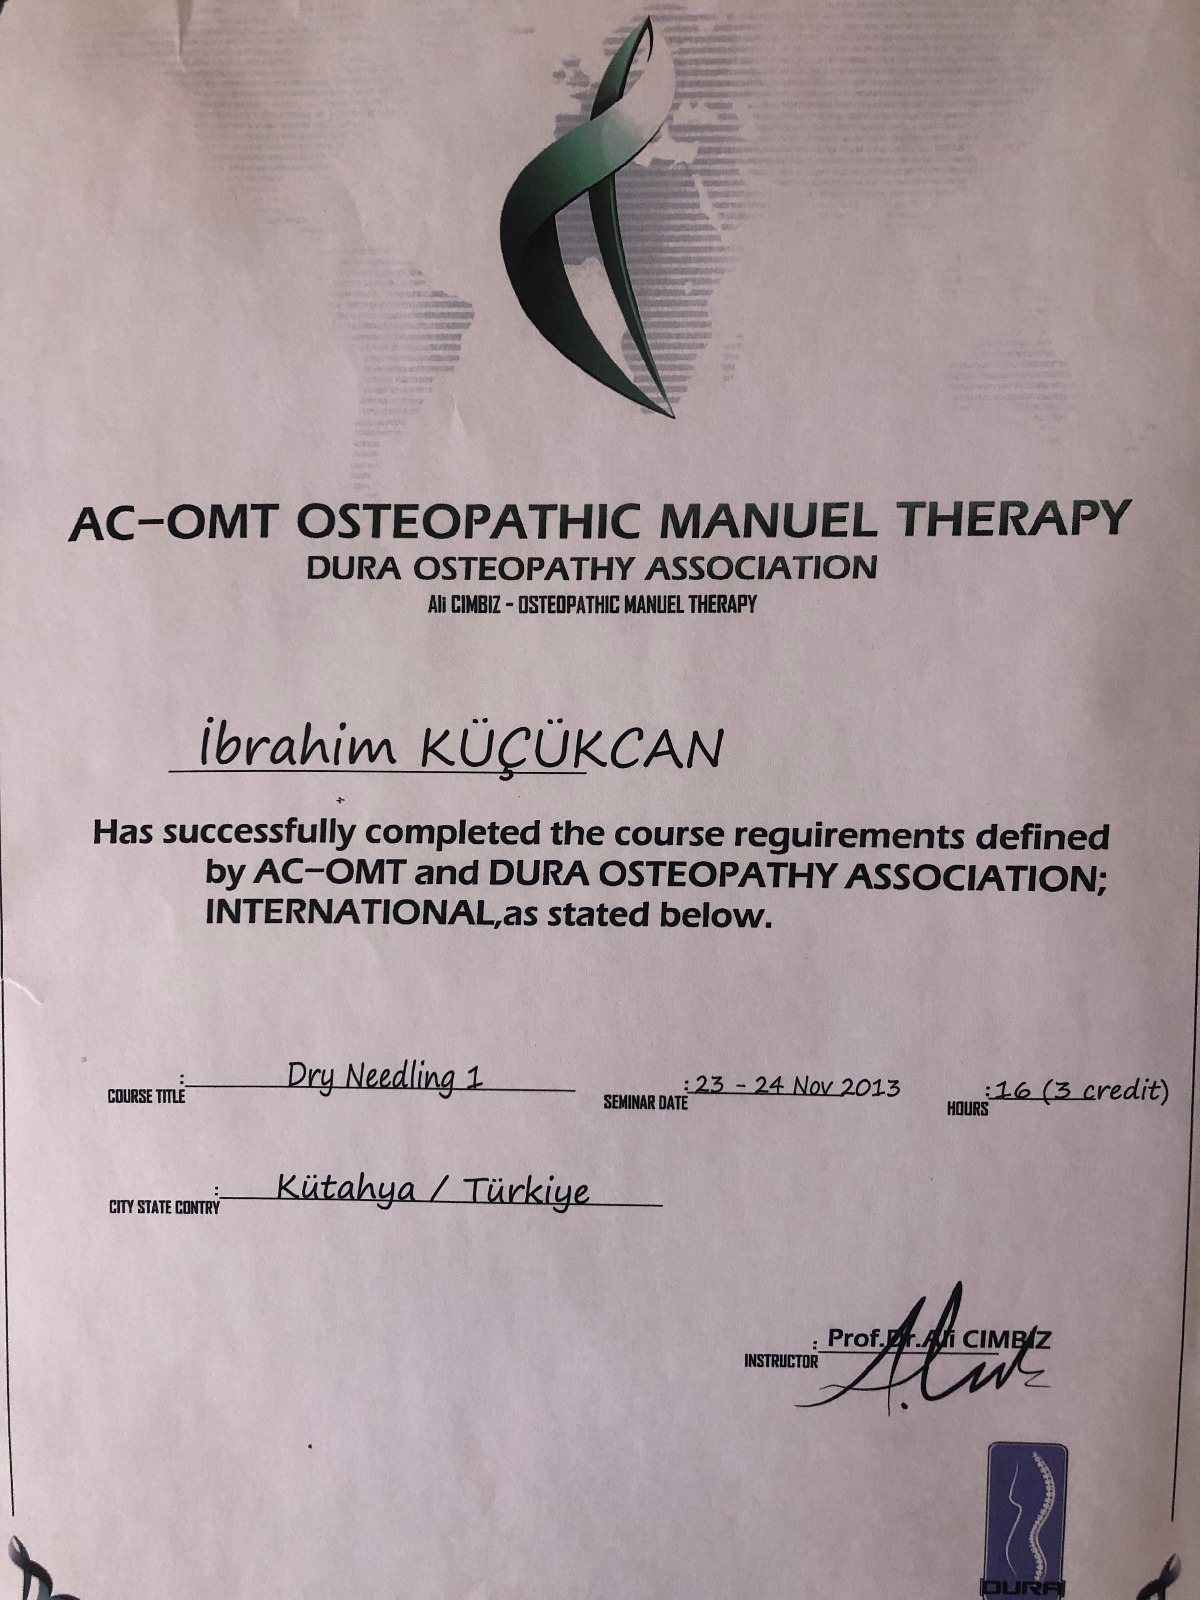 AC-OMT OSTEOPATHIC MANUEL THERAPY
DURA OSTEOPATHY ASSOCIATION
Ali CIMBIZ - OSTEOPATHIC MANUEL THERAPY
İbrahim KÜÇÜKCAN
Has successfully completed the course reguirements defined
by AC-OMT and DURA OSTEOPATHY ASSOCIATION;
INTERNATIONAL,as stated below.
COURSE TITLE : Dry Needling 1 SEMINAR DATE : 23 - 24 Nov 2013 HOURS : 16 (3 credit)
CITY STATE CONTRY : Kütahya / Türkiye
INSTRUCTOR : Prof.Dr.Ali CIMBIZ
DURA